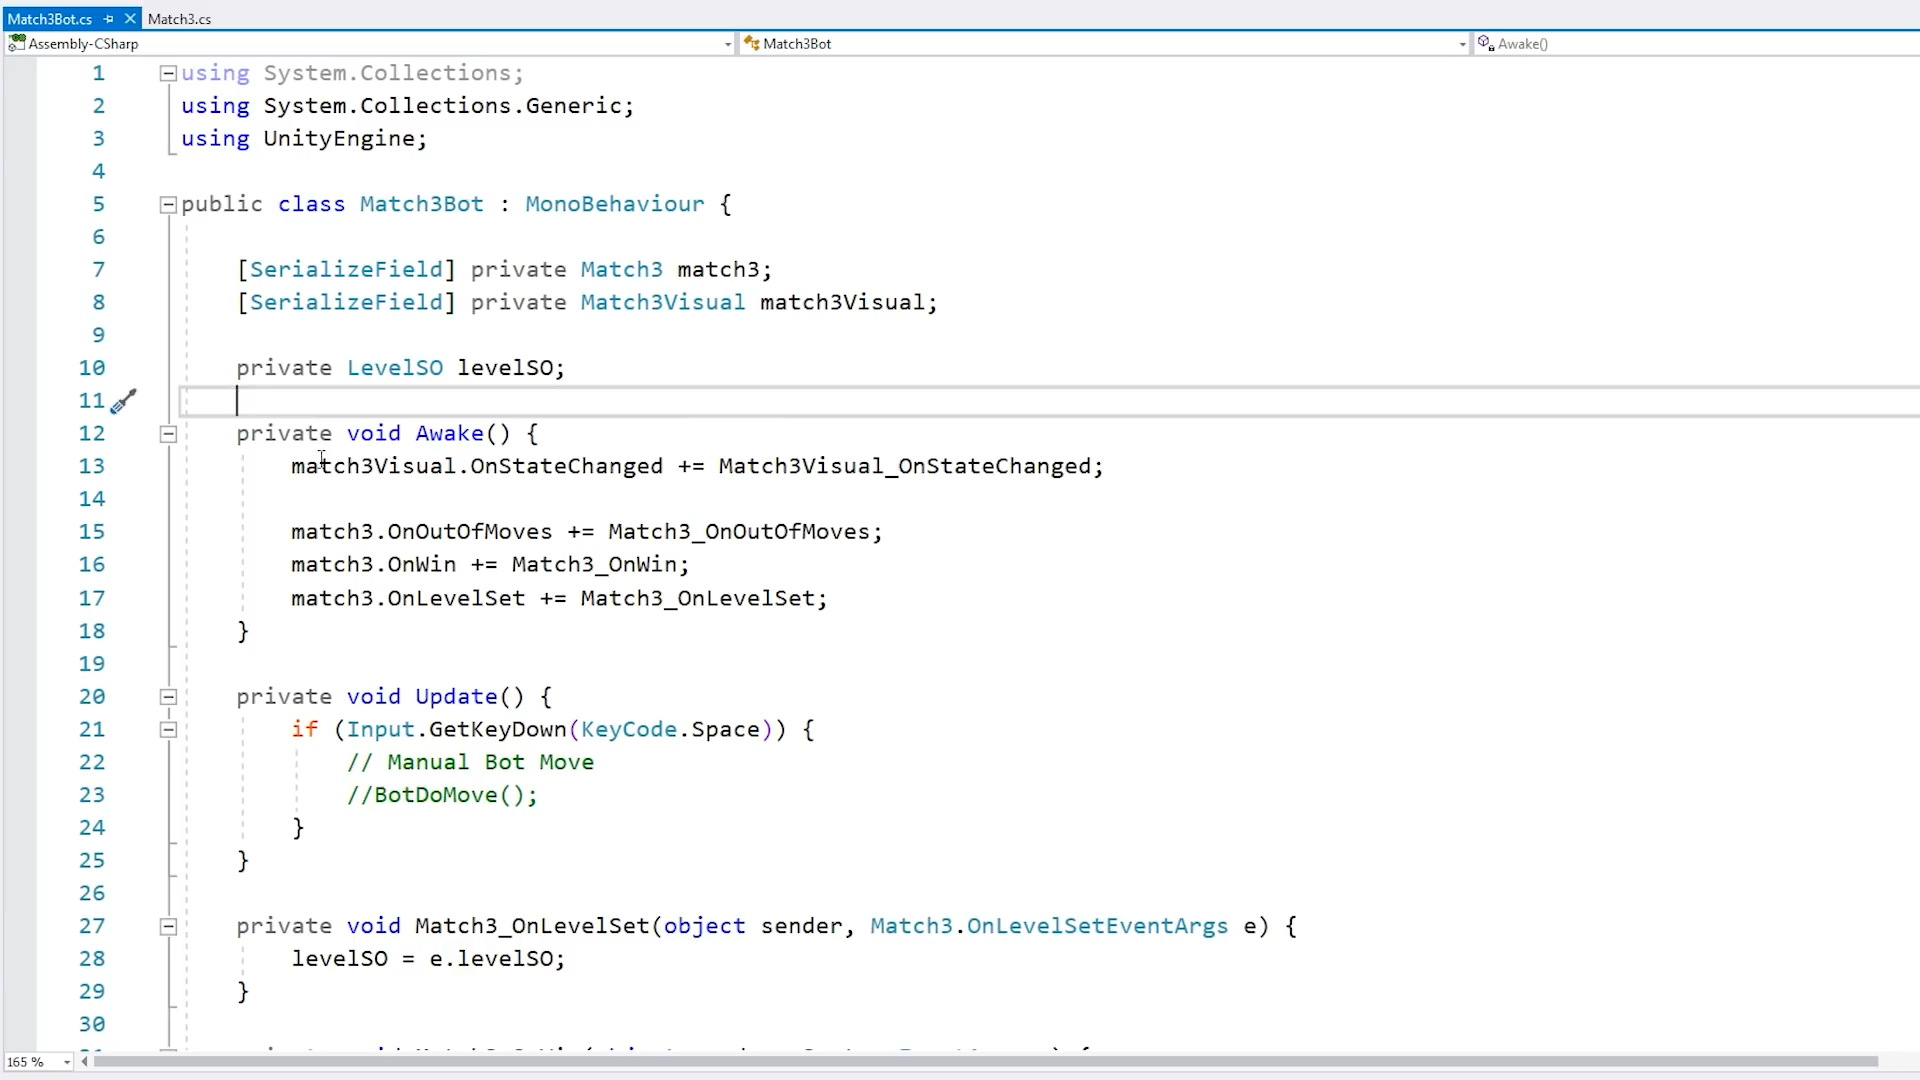 Match3Bot.cs Match3.cs
Assembly-CSharp Match3Bot Awake()
1 using System.Collections;
2 using System.Collections.Generic;
3 using UnityEngine;
4
5 public class Match3Bot : MonoBehaviour {
6
7 [SerializeField] private Match3 match3;
8 [SerializeField] private Match3Visual match3Visual;
9
10 private LevelSO levelSO;
11
12 private void Awake() {
13 match3Visual.OnStateChanged += Match3Visual_OnStateChanged;
14
15 match3.OnOutOfMoves += Match3_OnOutOfMoves;
16 match3.OnWin += Match3_OnWin;
17 match3.OnLevelSet += Match3_OnLevelSet;
18 }
19
20 private void Update() {
21 if (Input.GetKeyDown(KeyCode.Space)) {
22 // Manual Bot Move
23 //BotDoMove();
24 }
25 }
26
27 private void Match3_OnLevelSet(object sender, Match3.OnLevelSetEventArgs e) {
28 levelSO = e.levelSO;
29 }
30
165 %